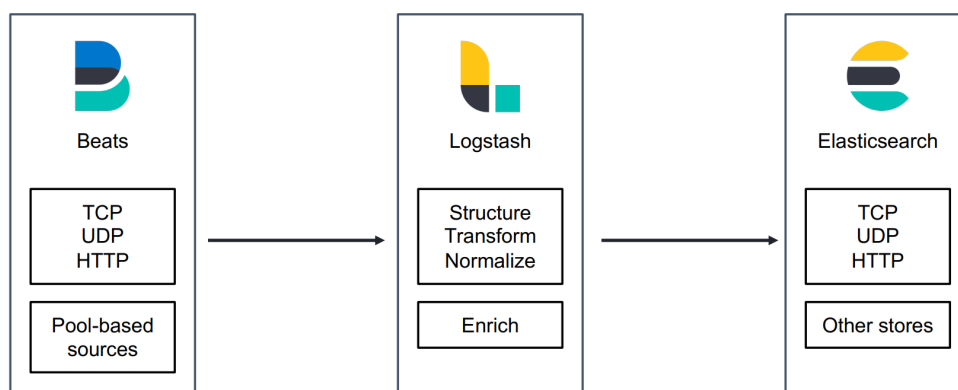 Beats
TCP
UDP
HTTP
Pool-based
sources
Logstash
Structure
Transform
Normalize
Enrich
Elasticsearch
TCP
UDP
HTTP
Other stores